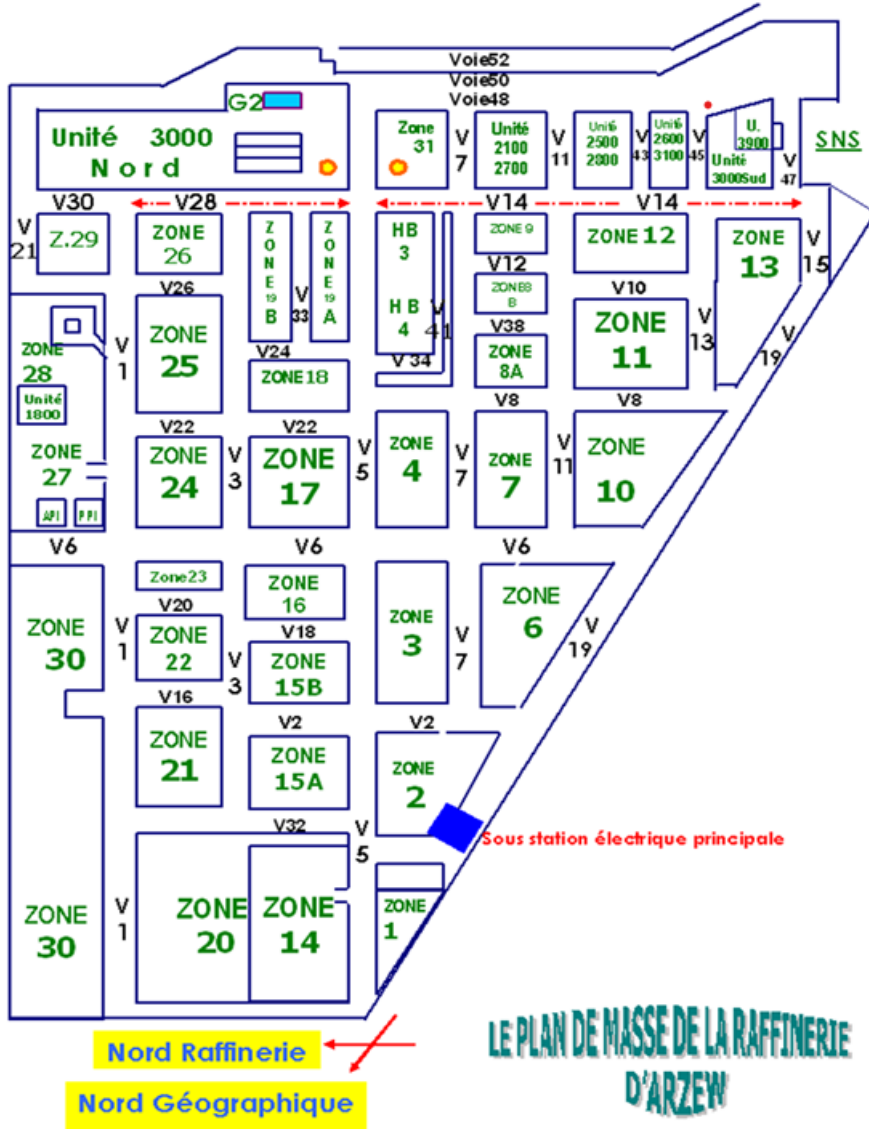 Voie52
Voie50
Voie48
G2
Unité 3000
Nord
Zone
31
V
7
Unité
2100
2700
V
11
Unité
2500
2800
V
43
Unité
2600
3100
V
45
U.
3900
Unité
3000Sud
V
47
SNS
V30
V28
V14
V14
V
21
Z.29
ZONE
26
ZONE 19 B
V
33
ZONE 19 A
HB
3
HB
4
V
41
V 34
ZONE 9
V12
ZONE8
B
V38
ZONE
8A
ZONE 12
V10
ZONE
11
V
13
ZONE
13
V
15
V
19
V26
ZONE
25
V
1
ZONE
28
Unité
1800
ZONE
27
API
PPI
V24
ZONE 18
V22
ZONE
24
V
3
V22
ZONE
17
V
5
ZONE
4
V
7
V8
ZONE
7
V
11
V8
ZONE
10
V6
V6
V6
ZONE
30
V
1
Zone23
V20
ZONE
22
V
3
ZONE
16
V18
ZONE
15B
ZONE
3
V
7
ZONE
6
V
19
V16
ZONE
21
V2
ZONE
15A
V2
ZONE
2
Sous station électrique principale
V32
V
5
ZONE
30
V
1
ZONE
20
ZONE
14
ZONE
1
Nord Raffinerie
Nord Géographique
LE PLAN DE MASSE DE LA RAFFINERIE
D'ARZEW